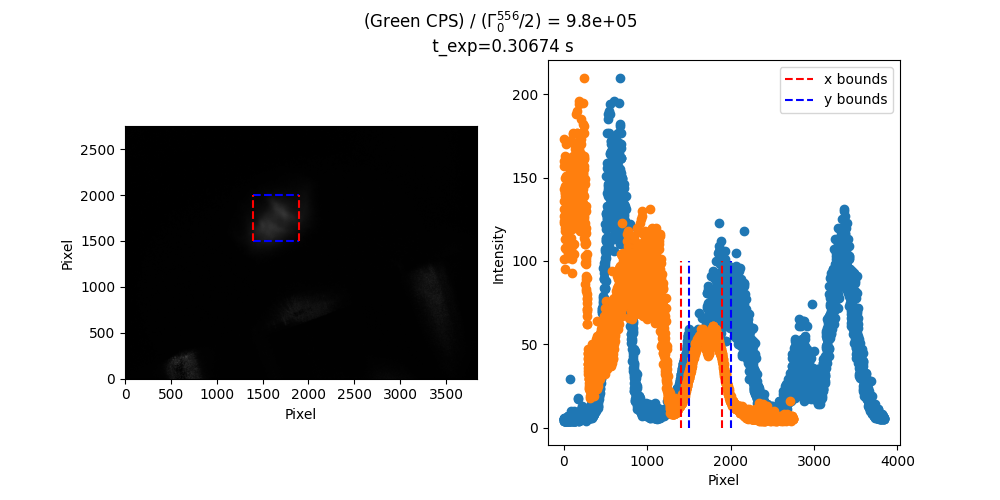 (Green CPS) / (Γ₀⁵⁵⁶/2) = 9.8e+05
t_exp=0.30674 s
Pixel
2500
2000
1500
1000
500
0
0 500 1000 1500 2000 2500 3000 3500
Pixel
Intensity
200
150
100
50
0
0 1000 2000 3000 4000
Pixel
x bounds
y bounds